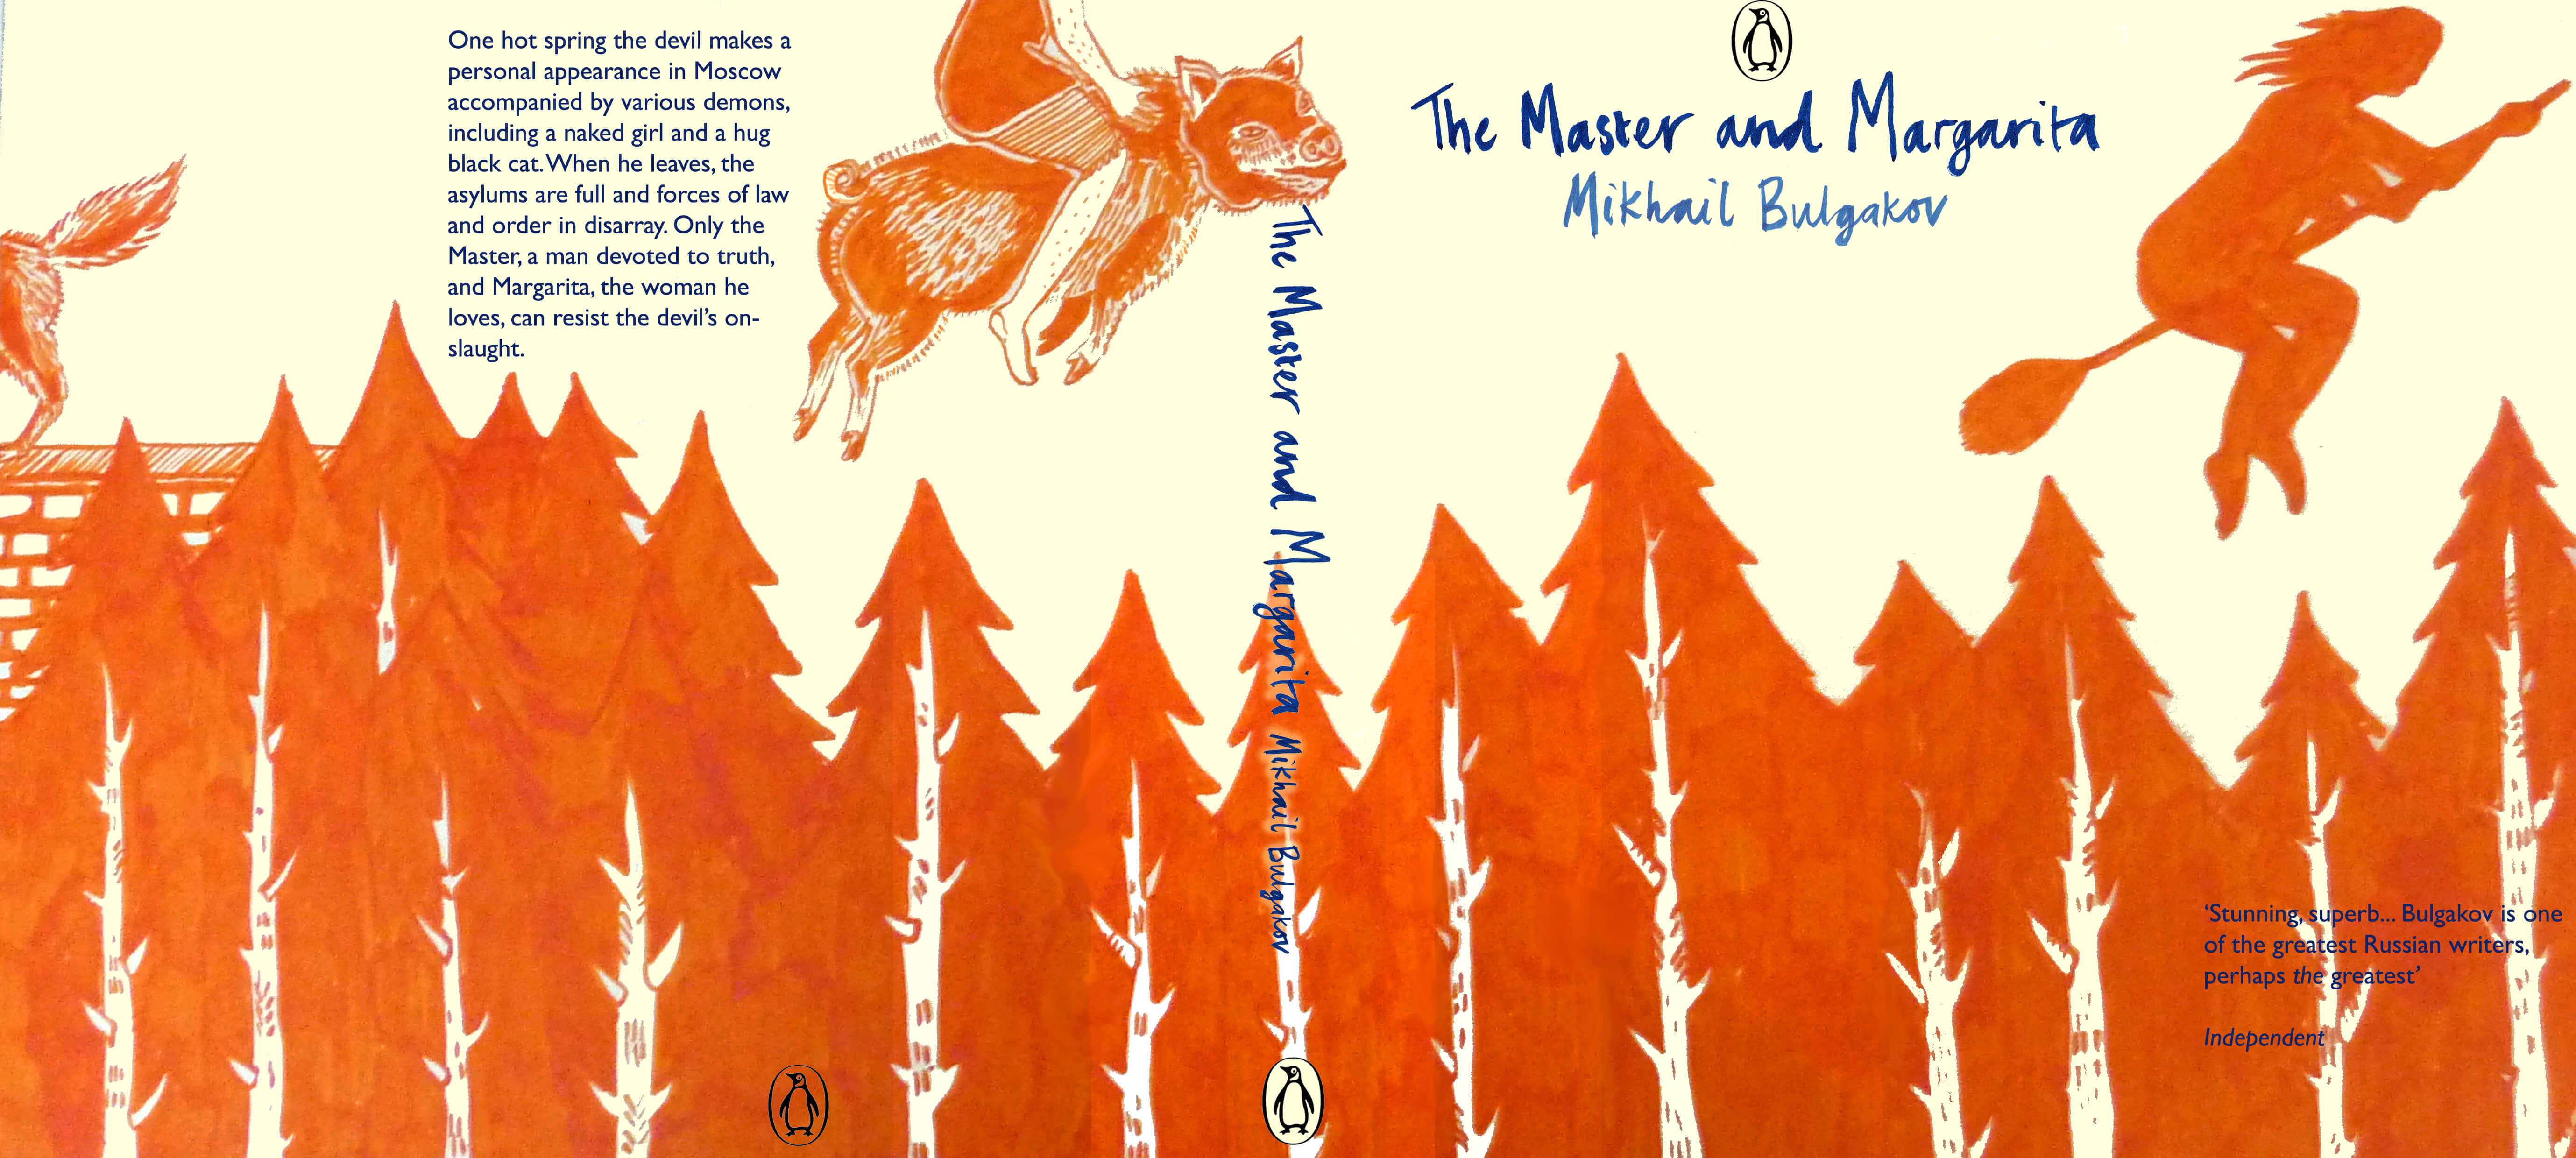 One hot spring the devil makes a
personal appearance in Moscow
accompanied by various demons,
including a naked girl and a hug
black cat. When he leaves, the
asylums are full and forces of law
and order in disarray. Only the
Master, a man devoted to truth,
and Margarita, the woman he
loves, can resist the devil’s on-
slaught.
The Master and Margarita Mikhail Bulgakov
The Master and Margarita
Mikhail Bulgakov
‘Stunning, superb... Bulgakov is one
of the greatest Russian writers,
perhaps the greatest’
Independent